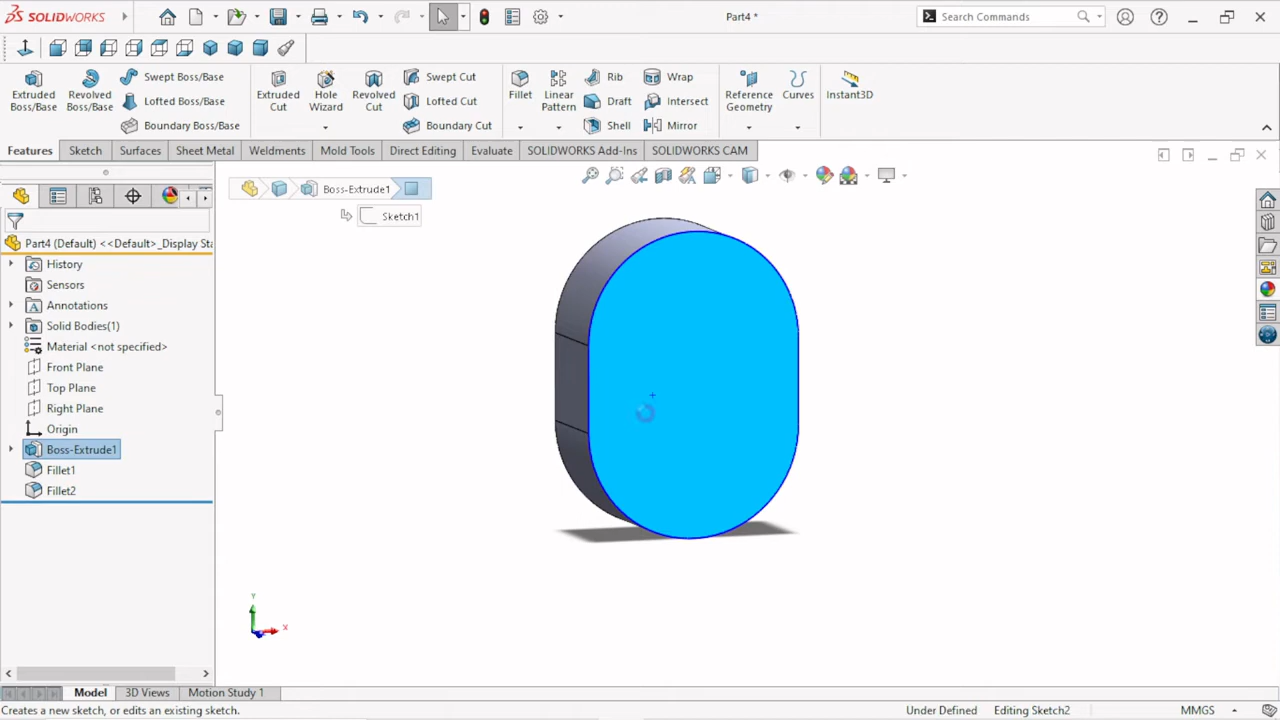 SOLIDWORKS
Part4 *
Search Commands
Extruded Boss/Base
Revolved Boss/Base
Swept Boss/Base
Lofted Boss/Base
Boundary Boss/Base
Extruded Cut
Hole Wizard
Revolved Cut
Swept Cut
Lofted Cut
Boundary Cut
Fillet
Linear Pattern
Rib
Draft
Shell
Wrap
Intersect
Mirror
Reference Geometry
Curves
Instant3D
Features
Sketch
Surfaces
Sheet Metal
Weldments
Mold Tools
Direct Editing
Evaluate
SOLIDWORKS Add-Ins
SOLIDWORKS CAM
Boss-Extrude1
Sketch1
Part4 (Default) <<Default>_Display Sta
History
Sensors
Annotations
Solid Bodies(1)
Material <not specified>
Front Plane
Top Plane
Right Plane
Origin
Boss-Extrude1
Fillet1
Fillet2
Y
X
Model
3D Views
Motion Study 1
Creates a new sketch, or edits an existing sketch.
Under Defined
Editing Sketch2
MMGS